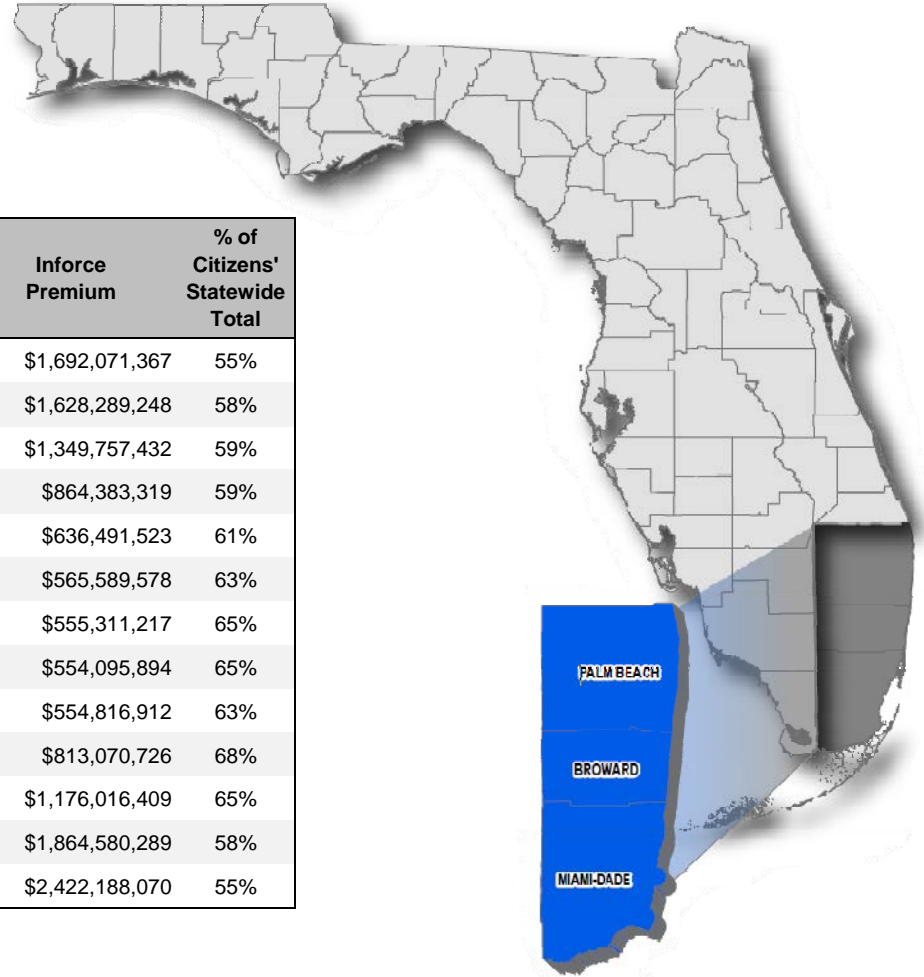 Inforce
Premium
% of
Citizens'
Statewide
Total
$1,692,071,367 55%
$1,628,289,248 58%
$1,349,757,432 59%
$864,383,319 59%
$636,491,523 61%
$565,589,578 63%
$555,311,217 65%
$554,095,894 65%
$554,816,912 63%
$813,070,726 68%
$1,176,016,409 65%
$1,864,580,289 58%
$2,422,188,070 55%
PALM BEACH
BROWARD
MIAMI-DADE